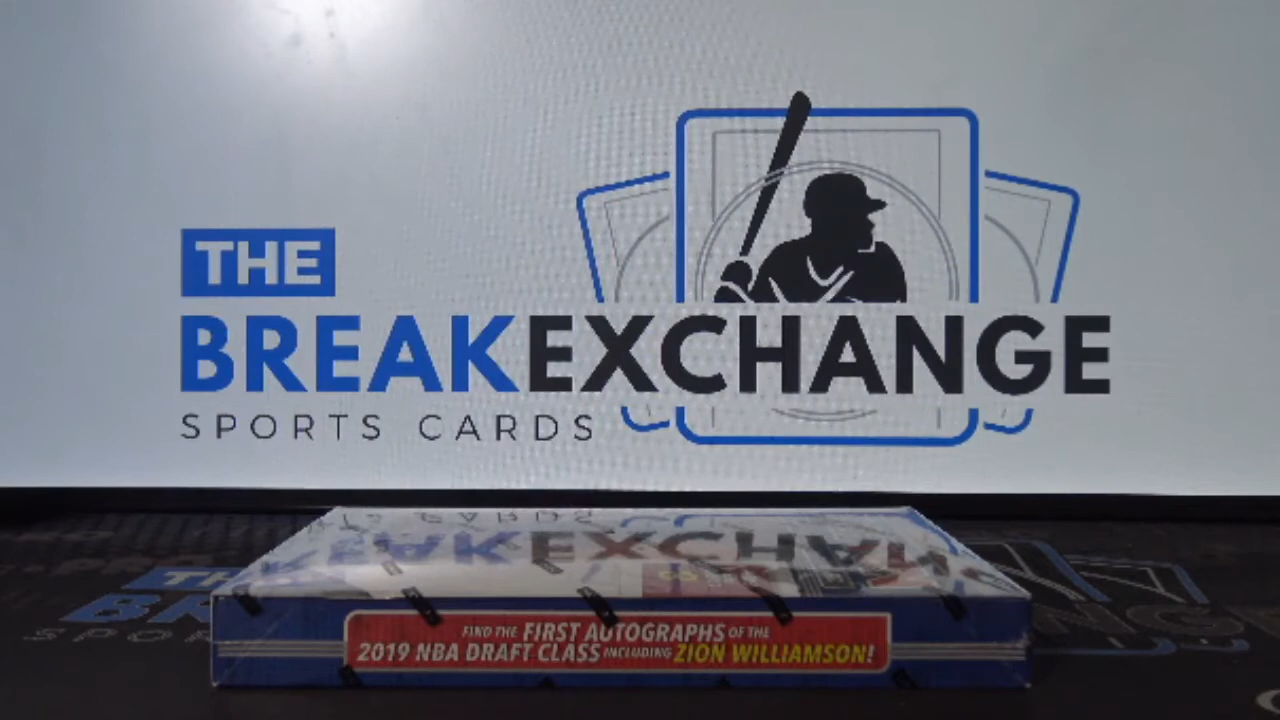 THE
BREAKEXCHANGE
SPORTS CARDS
FIND THE FIRST AUTOGRAPHS OF THE
2019 NBA DRAFT CLASS INCLUDING ZION WILLIAMSON!